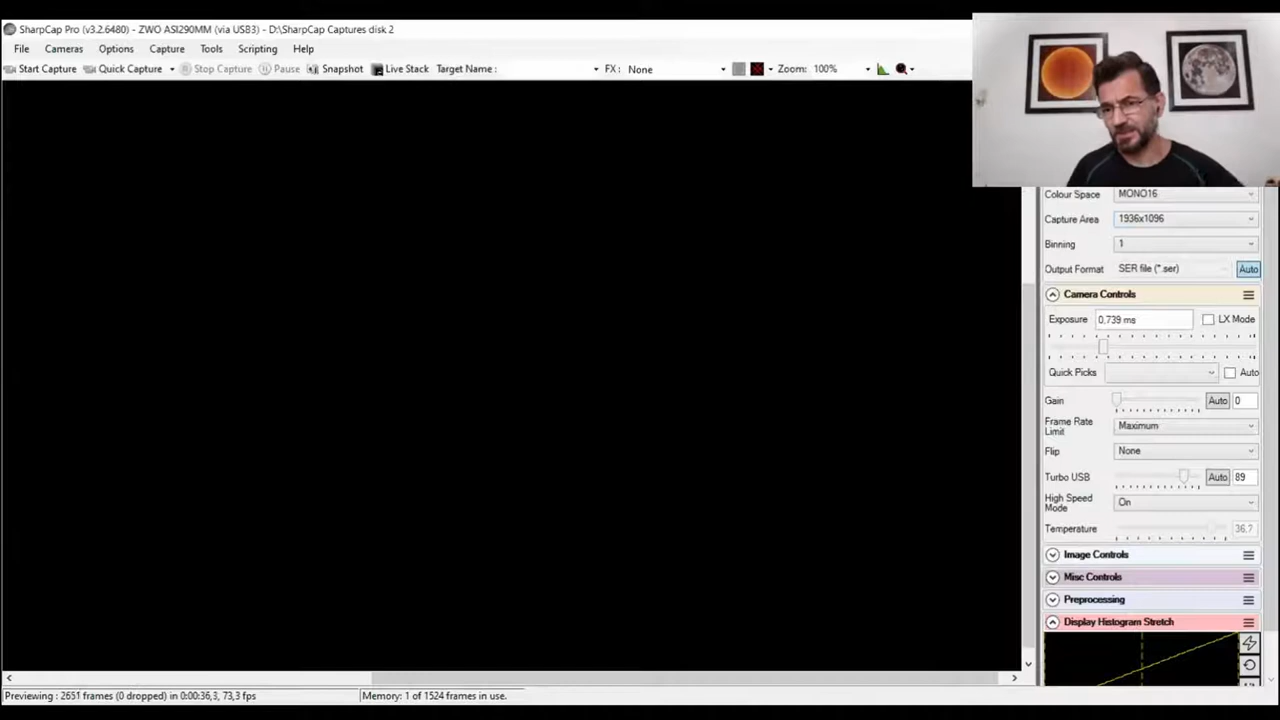 SharpCap Pro (v3.2.6480) - ZWO ASI290MM (via USB3) - D:\SharpCap Captures disk 2
File Cameras Options Capture Tools Scripting Help
Start Capture Quick Capture Stop Capture Pause Snapshot Live Stack Target Name : FX : None Zoom: 100%
Colour Space MONO16
Capture Area 1936x1096
Binning 1
Output Format SER file (*.ser) Auto
Camera Controls
Exposure 0,739 ms LX Mode
Quick Picks Auto
Gain Auto 0
Frame Rate Limit Maximum
Flip None
Turbo USB Auto 89
High Speed Mode On
Temperature 36,7
Image Controls
Misc Controls
Preprocessing
Display Histogram Stretch
Previewing : 2651 frames (0 dropped) in 0:00:36,3, 73,3 fps Memory: 1 of 1524 frames in use.